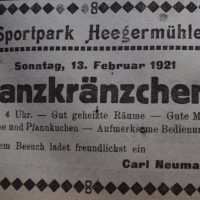 Sportpark Heegermühle
Sonntag, 13. Februar 1921
anzkränzchen
4 Uhr. — Gut geheizte Räume — Gute M
ee und Pfannkuchen — Aufmerksame Bedienun
em Besuch ladet freundlichst ein
Carl Neuma